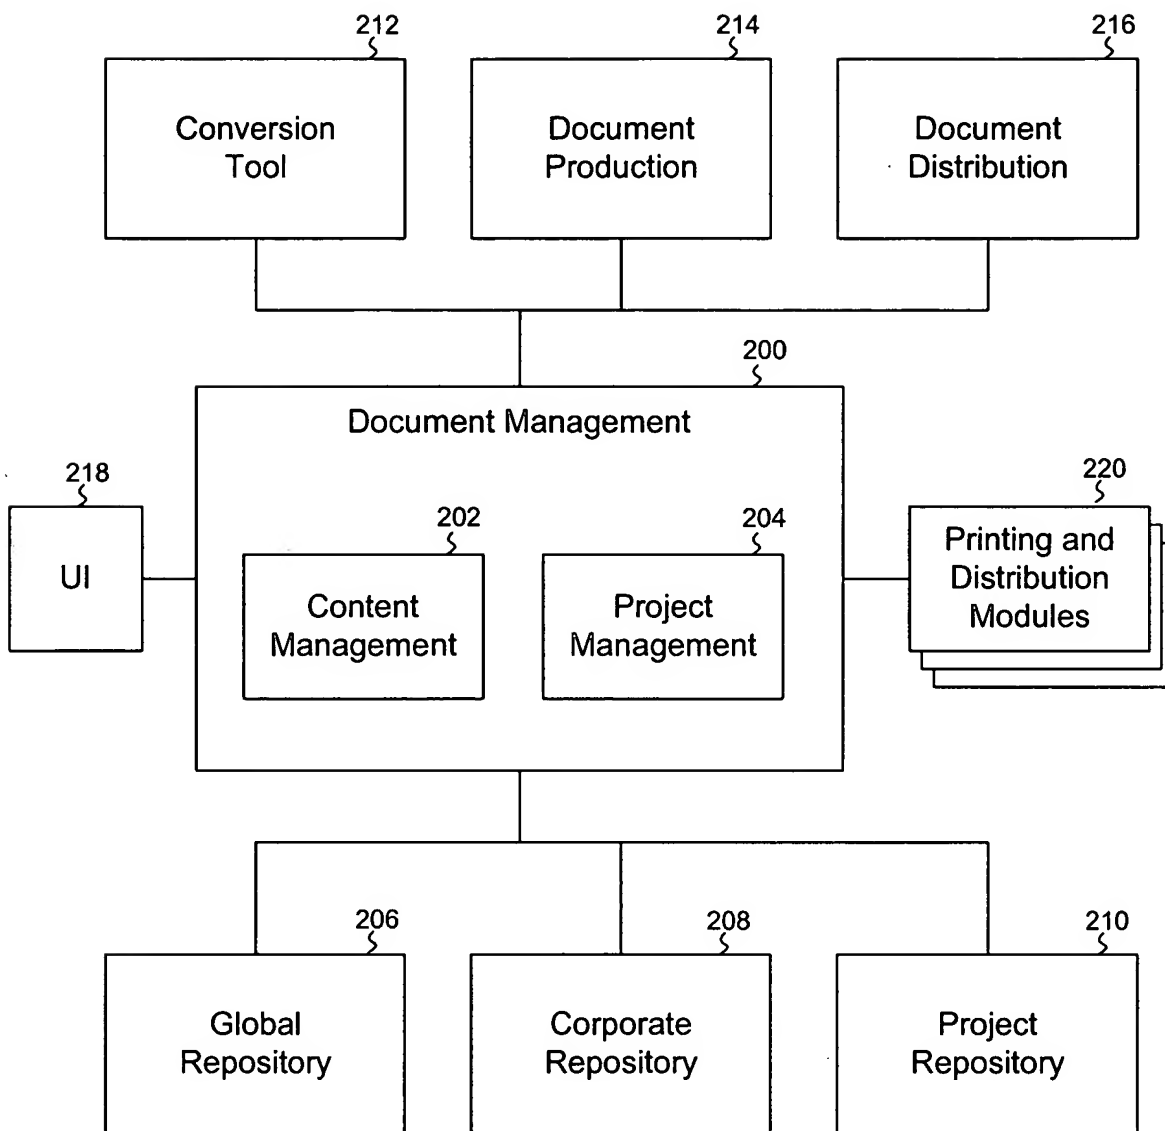 212
214
216
Conversion
Tool
Document
Production
Document
Distribution
200
Document Management
218
UI
202
Content
Management
204
Project
Management
220
Printing and
Distribution
Modules
206
208
210
Global
Repository
Corporate
Repository
Project
Repository